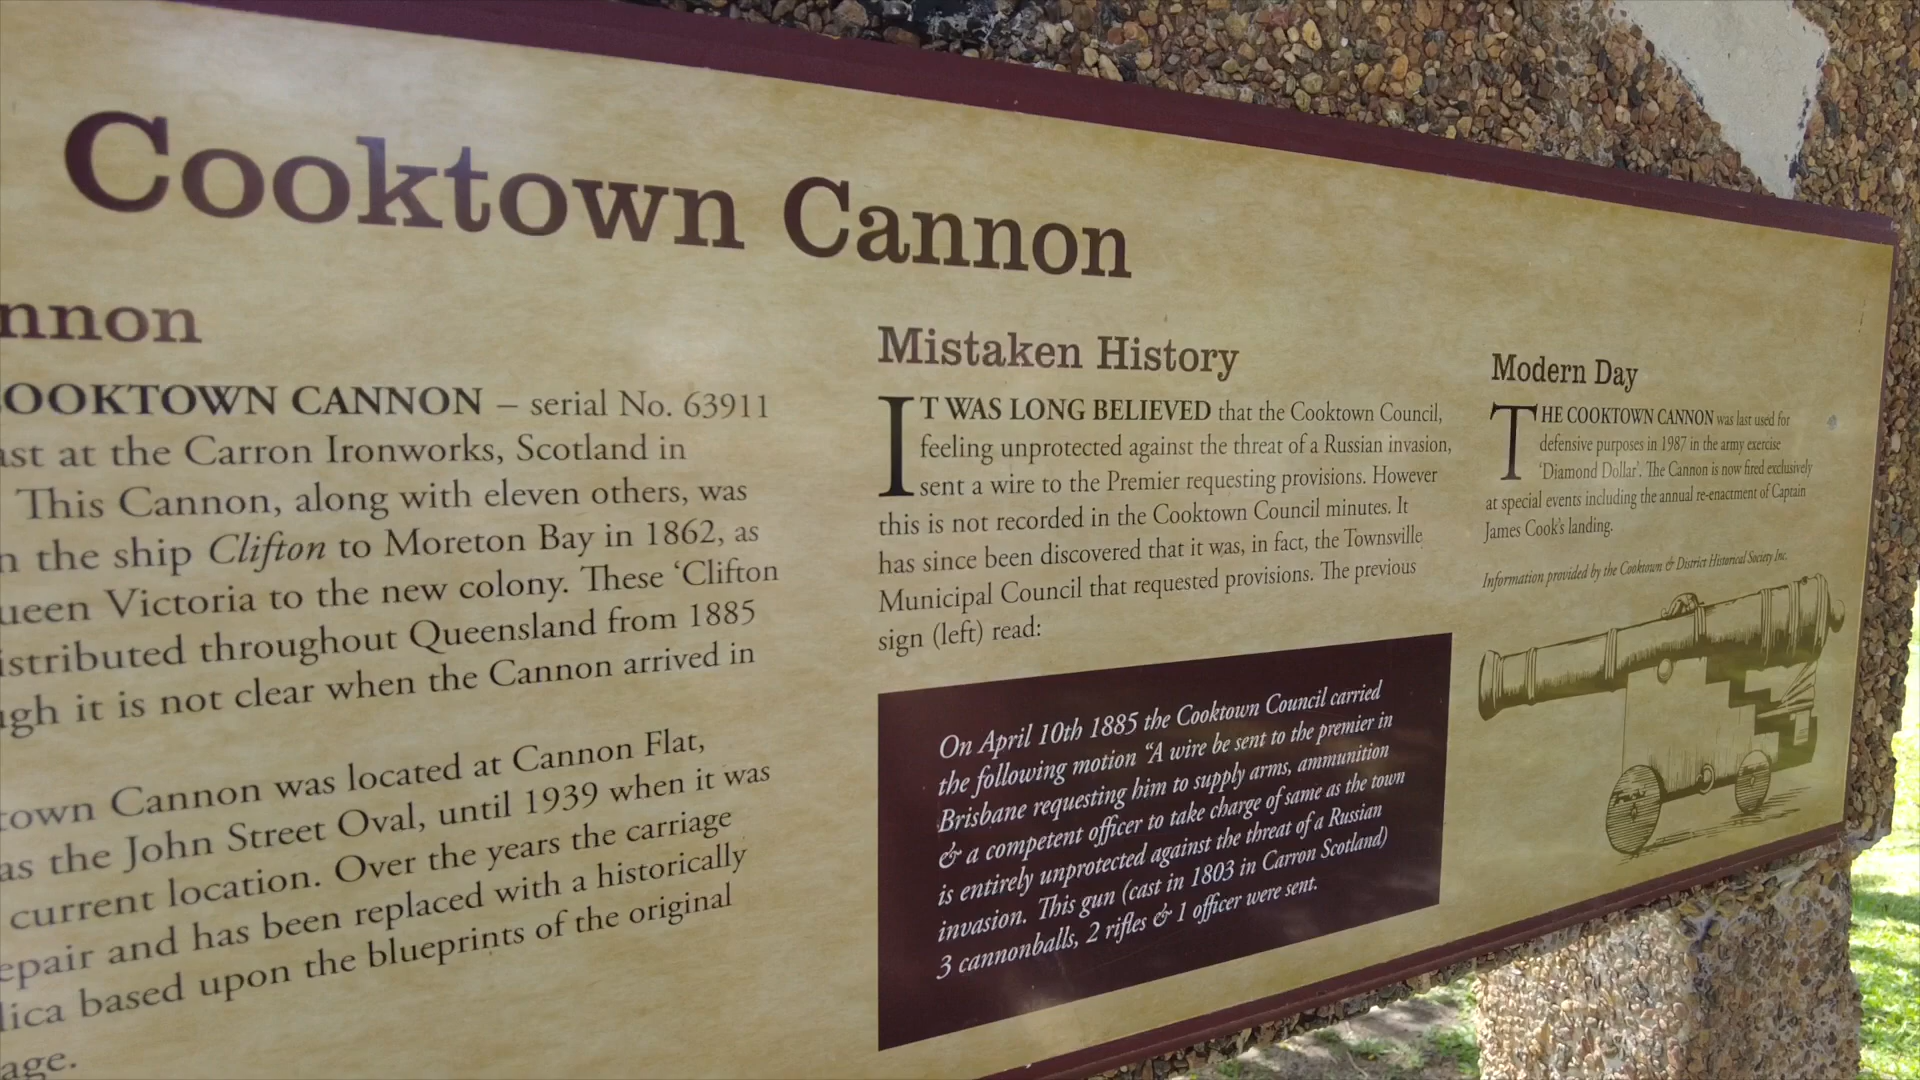 Cooktown Cannon
COOKTOWN CANNON – serial No. 63911
at the Carron Ironworks, Scotland in
This Cannon, along with eleven others, was
the ship Clifton to Moreton Bay in 1862, as
Victoria to the new colony. These ‘Clifton
throughout Queensland from 1885
it is not clear when the Cannon arrived in
Cannon was located at Cannon Flat,
as the John Street Oval, until 1939 when it was
current location. Over the years the carriage
and has been replaced with a historically
based upon the blueprints of the original
Mistaken History
IT WAS LONG BELIEVED that the Cooktown Council,
feeling unprotected against the threat of a Russian invasion,
sent a wire to the Premier requesting provisions. However
this is not recorded in the Cooktown Council minutes. It
has since been discovered that it was, in fact, the Townsville
Municipal Council that requested provisions. The previous
sign (left) read:
On April 10th 1885 the Cooktown Council carried
the following motion “A wire be sent to the premier in
Brisbane requesting him to supply arms, ammunition
& a competent officer to take charge of same as the town
is entirely unprotected against the threat of a Russian
invasion. This gun (cast in 1803 in Carron Scotland)
3 cannonballs, 2 rifles & 1 officer were sent.
Modern Day
THE COOKTOWN CANNON was last used for
defensive purposes in 1987 in the army exercise
‘Diamond Dollar’. The Cannon is now fired exclusively
at special events including the annual re-enactment of Captain
James Cook’s landing.
Information provided by the Cooktown & District Historical Society Inc.